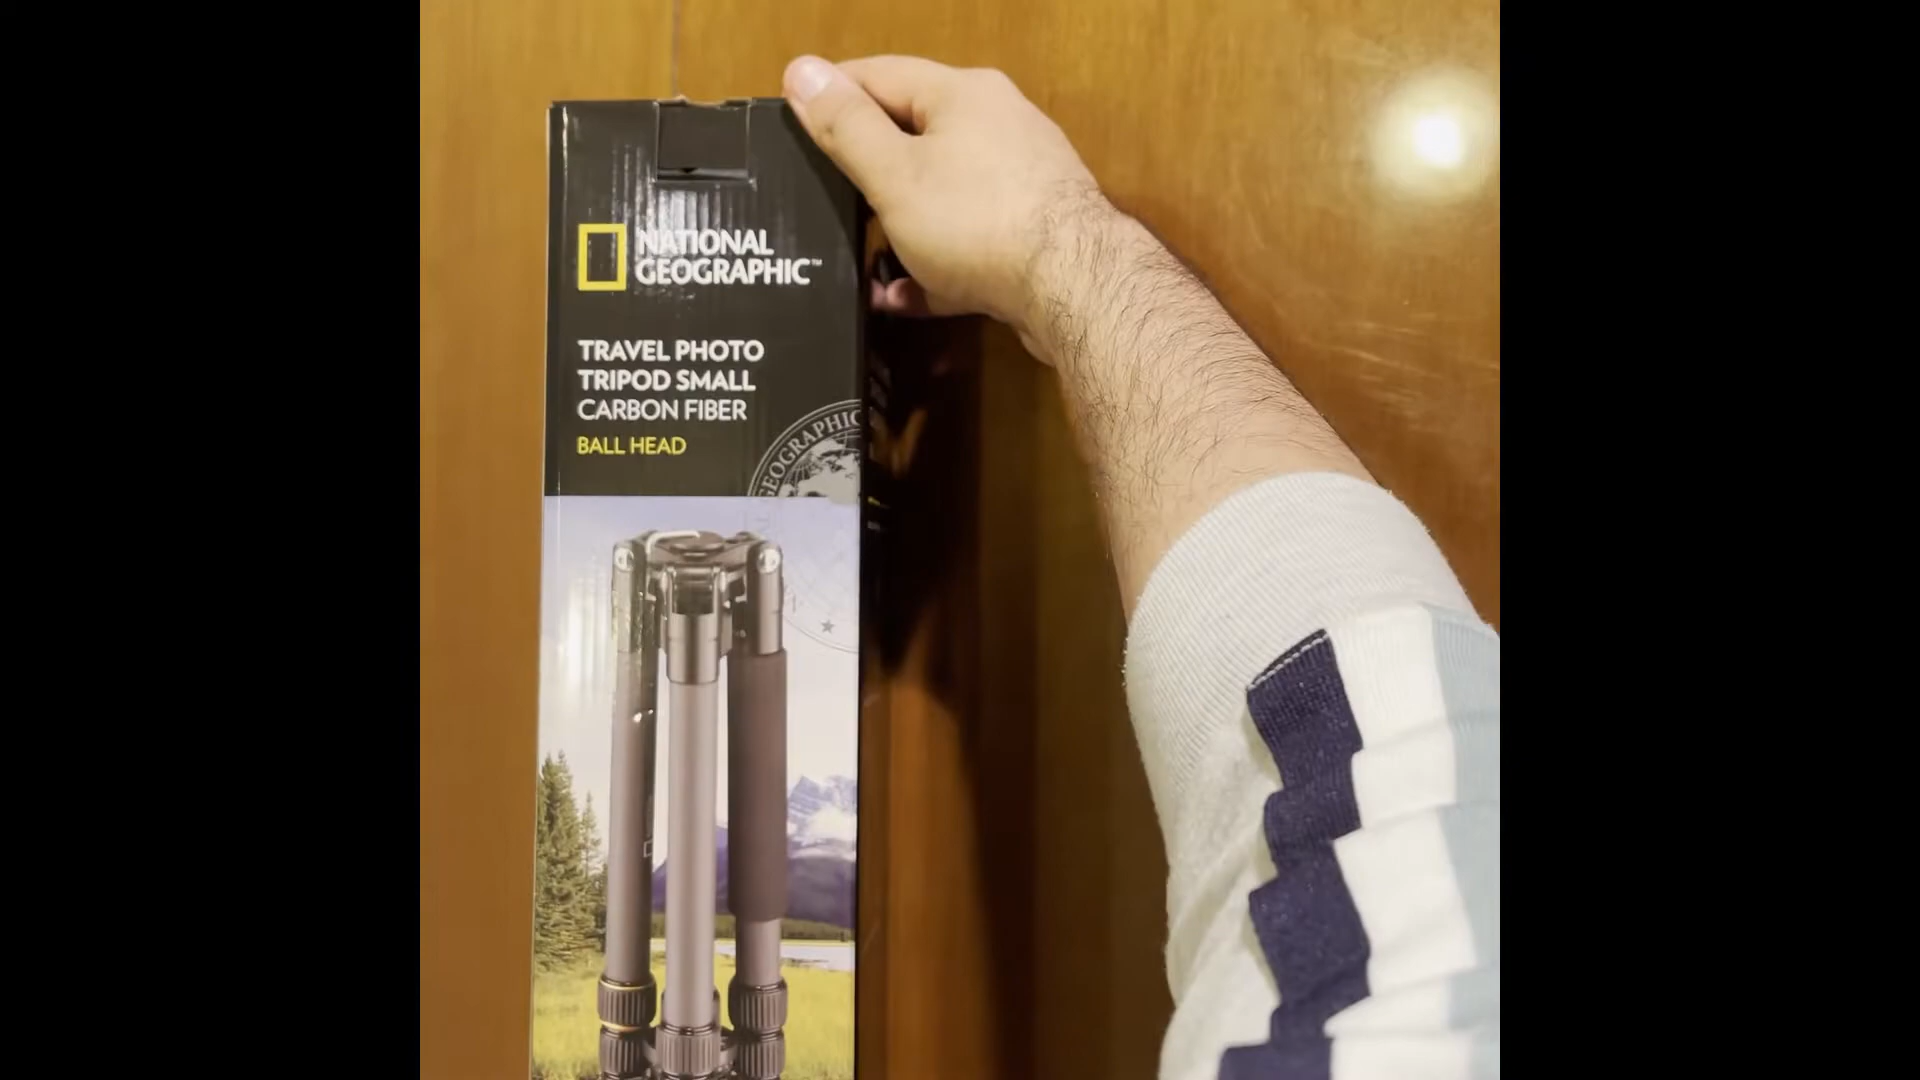 NATIONAL
GEOGRAPHIC™
TRAVEL PHOTO
TRIPOD SMALL
CARBON FIBER
BALL HEAD
GEOGRAPHIC